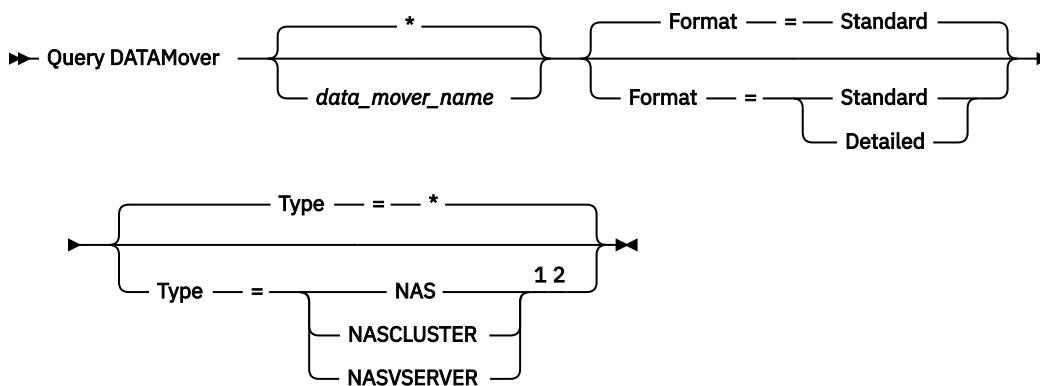 * Format = Standard
Query DATAMover
data_mover_name Format = Standard
Detailed
Type = *
1 2
Type = NAS
NASCLUSTER
NASVSERVER